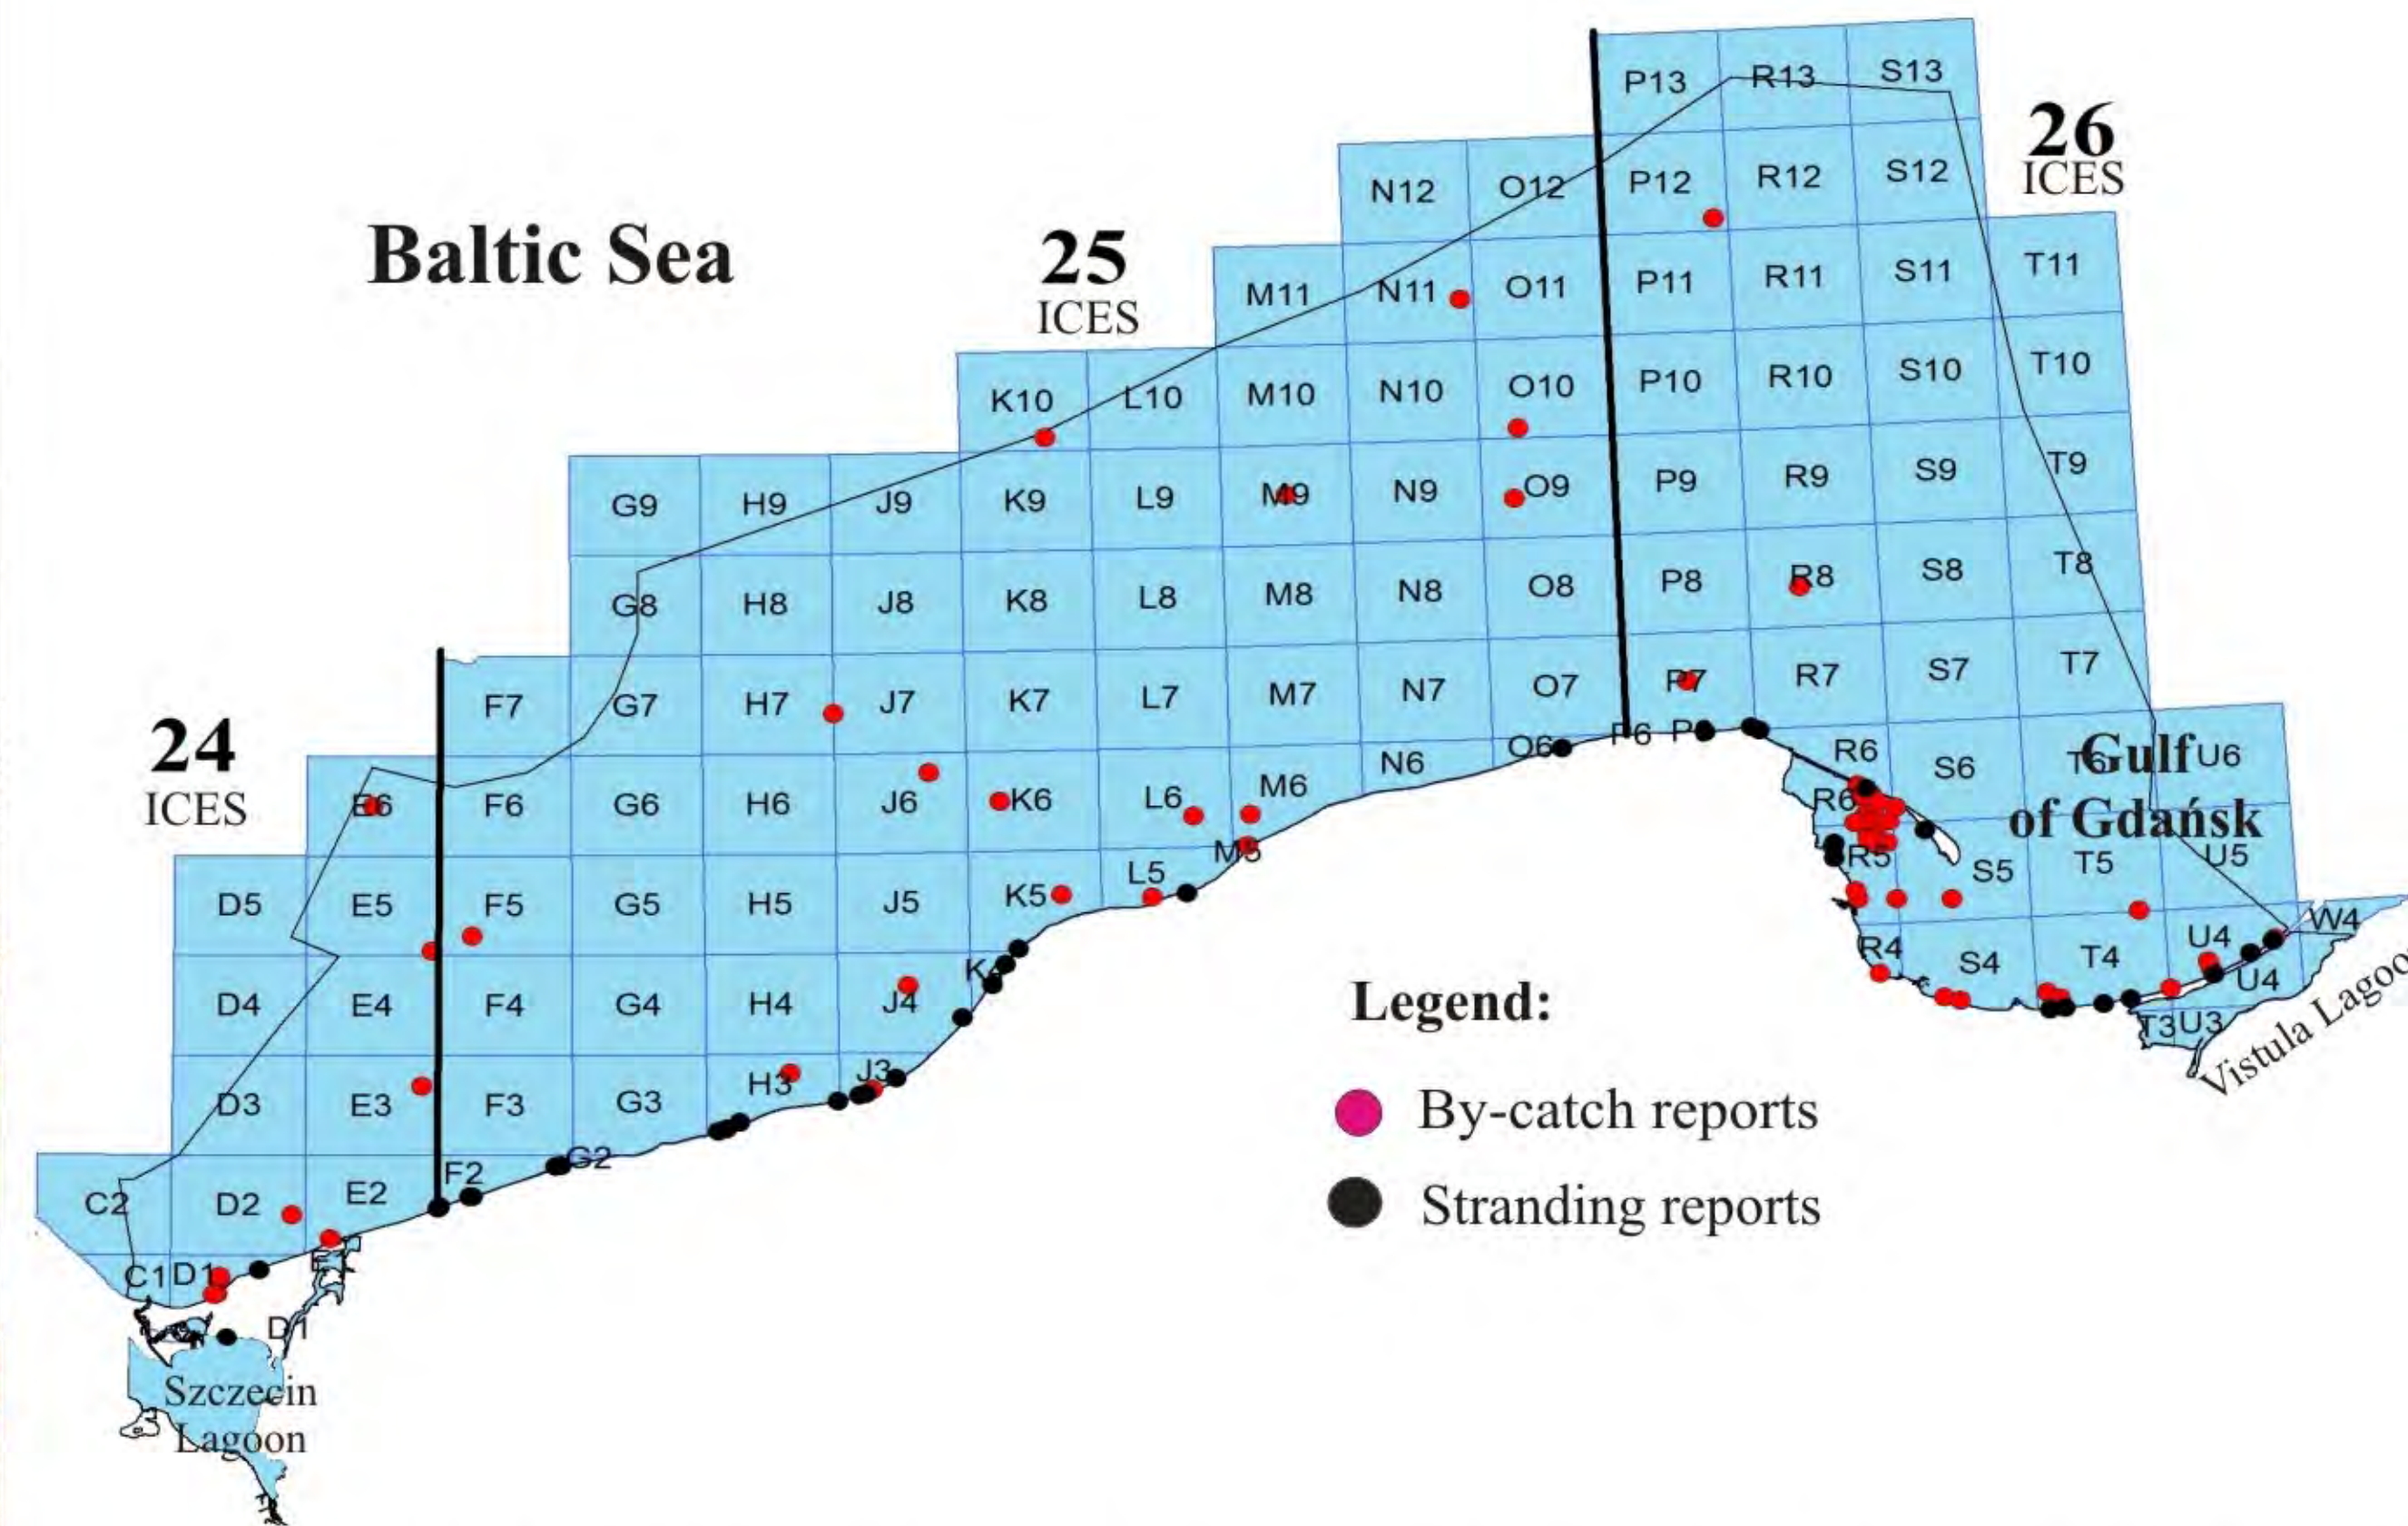 P13 R13 S13
26
ICES
N12 O12 P12 R12 S12
Baltic Sea
25
ICES
M11 N11 O11 P11 R11 S11 T11
K10 L10 M10 N10 O10 P10 R10 S10 T10
G9 H9 J9 K9 L9 M9 N9 O9 P9 R9 S9 T9
G8 H8 J8 K8 L8 M8 N8 O8 P8 R8 S8 T8
24
ICES
F7 G7 H7 J7 K7 L7 M7 N7 O7 P7 R7 S7 T7
E6 F6 G6 H6 J6 K6 L6 M6 N6 O6 P6 P R6 S6 T6 U6
R6
Gulf
of Gdańsk
D5 E5 F5 G5 H5 J5 K5 L5 M5 R5 S5 T5 U5
D4 E4 F4 G4 H4 J4 K R4 S4 T4 U4 W4
U4
D3 E3 F3 G3 H3 J3 T3 U3
Vistula Lagoo
C2 D2 E2 F2 G2
C1 D1 E1
D1
Szczecin
Lagoon
Legend:
By-catch reports
Stranding reports